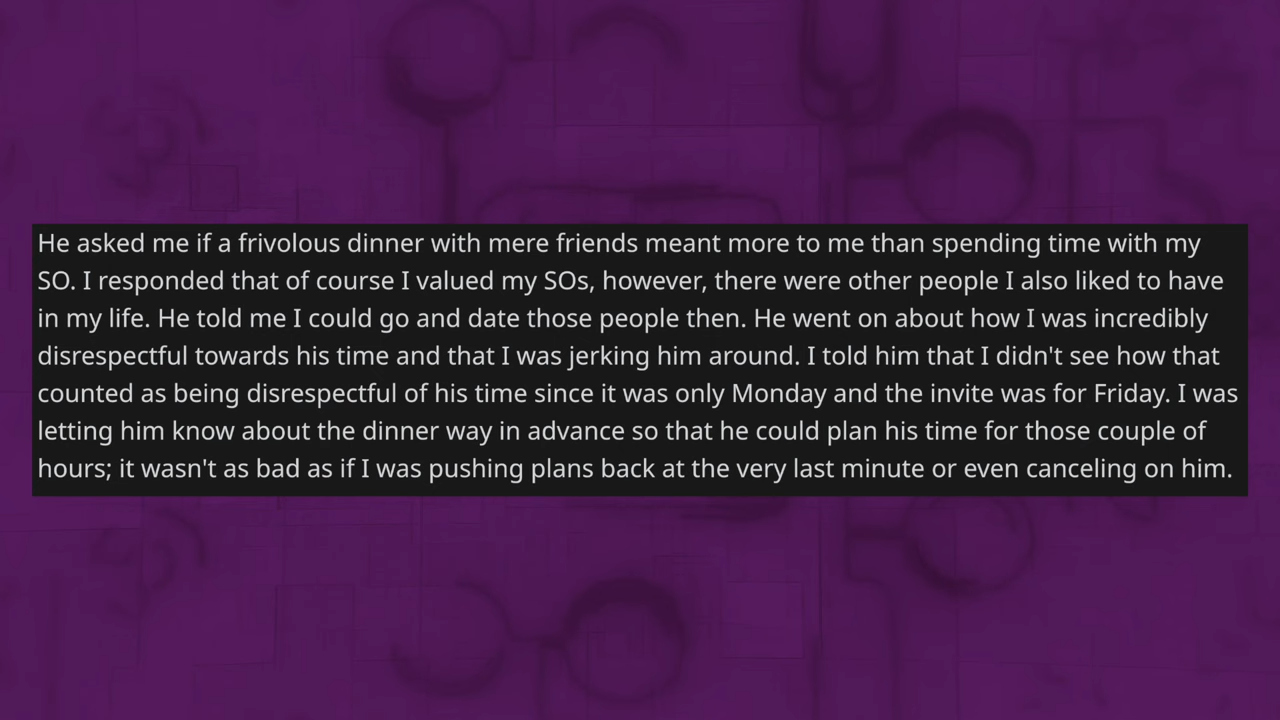 He asked me if a frivolous dinner with mere friends meant more to me than spending time with my
SO. I responded that of course I valued my SOs, however, there were other people I also liked to have
in my life. He told me I could go and date those people then. He went on about how I was incredibly
disrespectful towards his time and that I was jerking him around. I told him that I didn't see how that
counted as being disrespectful of his time since it was only Monday and the invite was for Friday. I was
letting him know about the dinner way in advance so that he could plan his time for those couple of
hours; it wasn't as bad as if I was pushing plans back at the very last minute or even canceling on him.